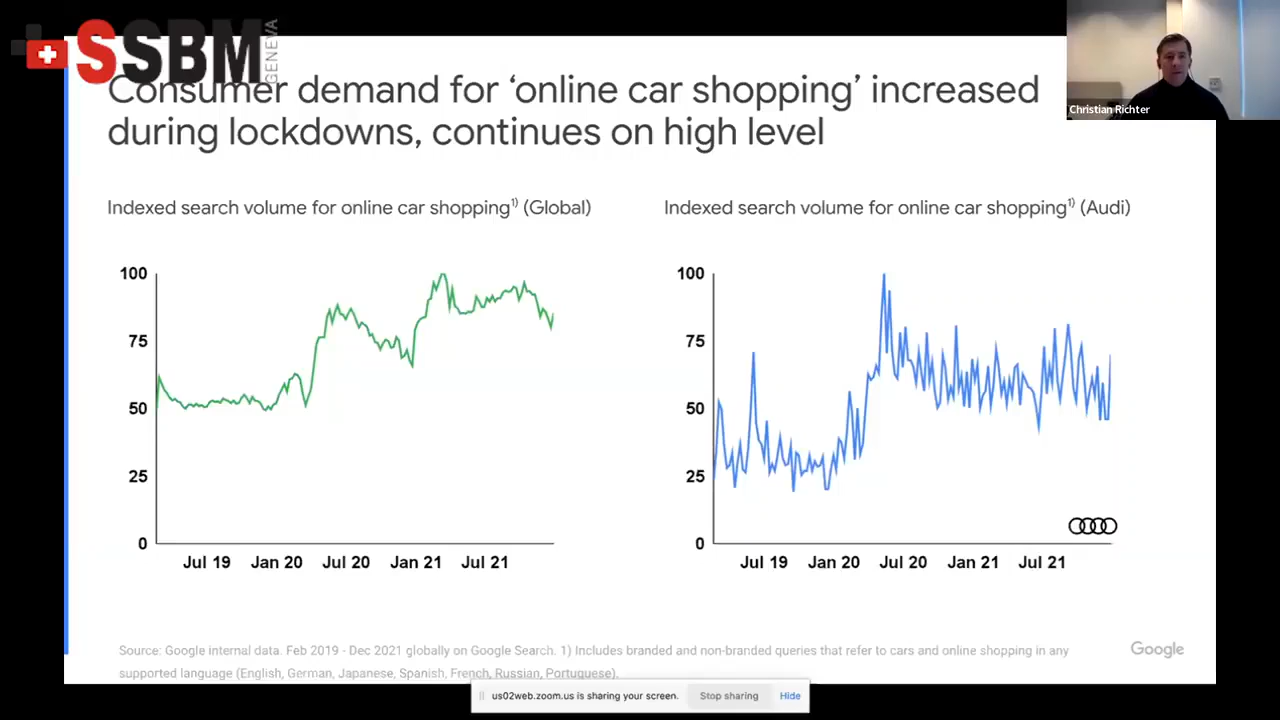 SSBM
GENEVA
Christian Richter
Consumer demand for ‘online car shopping’ increased
during lockdowns, continues on high level
Indexed search volume for online car shopping¹⁾ (Global)
100
75
50
25
0
Jul 19 Jan 20 Jul 20 Jan 21 Jul 21
Indexed search volume for online car shopping¹⁾ (Audi)
100
75
50
25
0
Jul 19 Jan 20 Jul 20 Jan 21 Jul 21
Source: Google internal data. Feb 2019 - Dec 2021 globally on Google Search. 1) Includes branded and non-branded queries that refer to cars and online shopping in any
supported language (English, German, Japanese, Spanish, French, Russian, Portuguese).
Google
us02web.zoom.us is sharing your screen. Stop sharing Hide